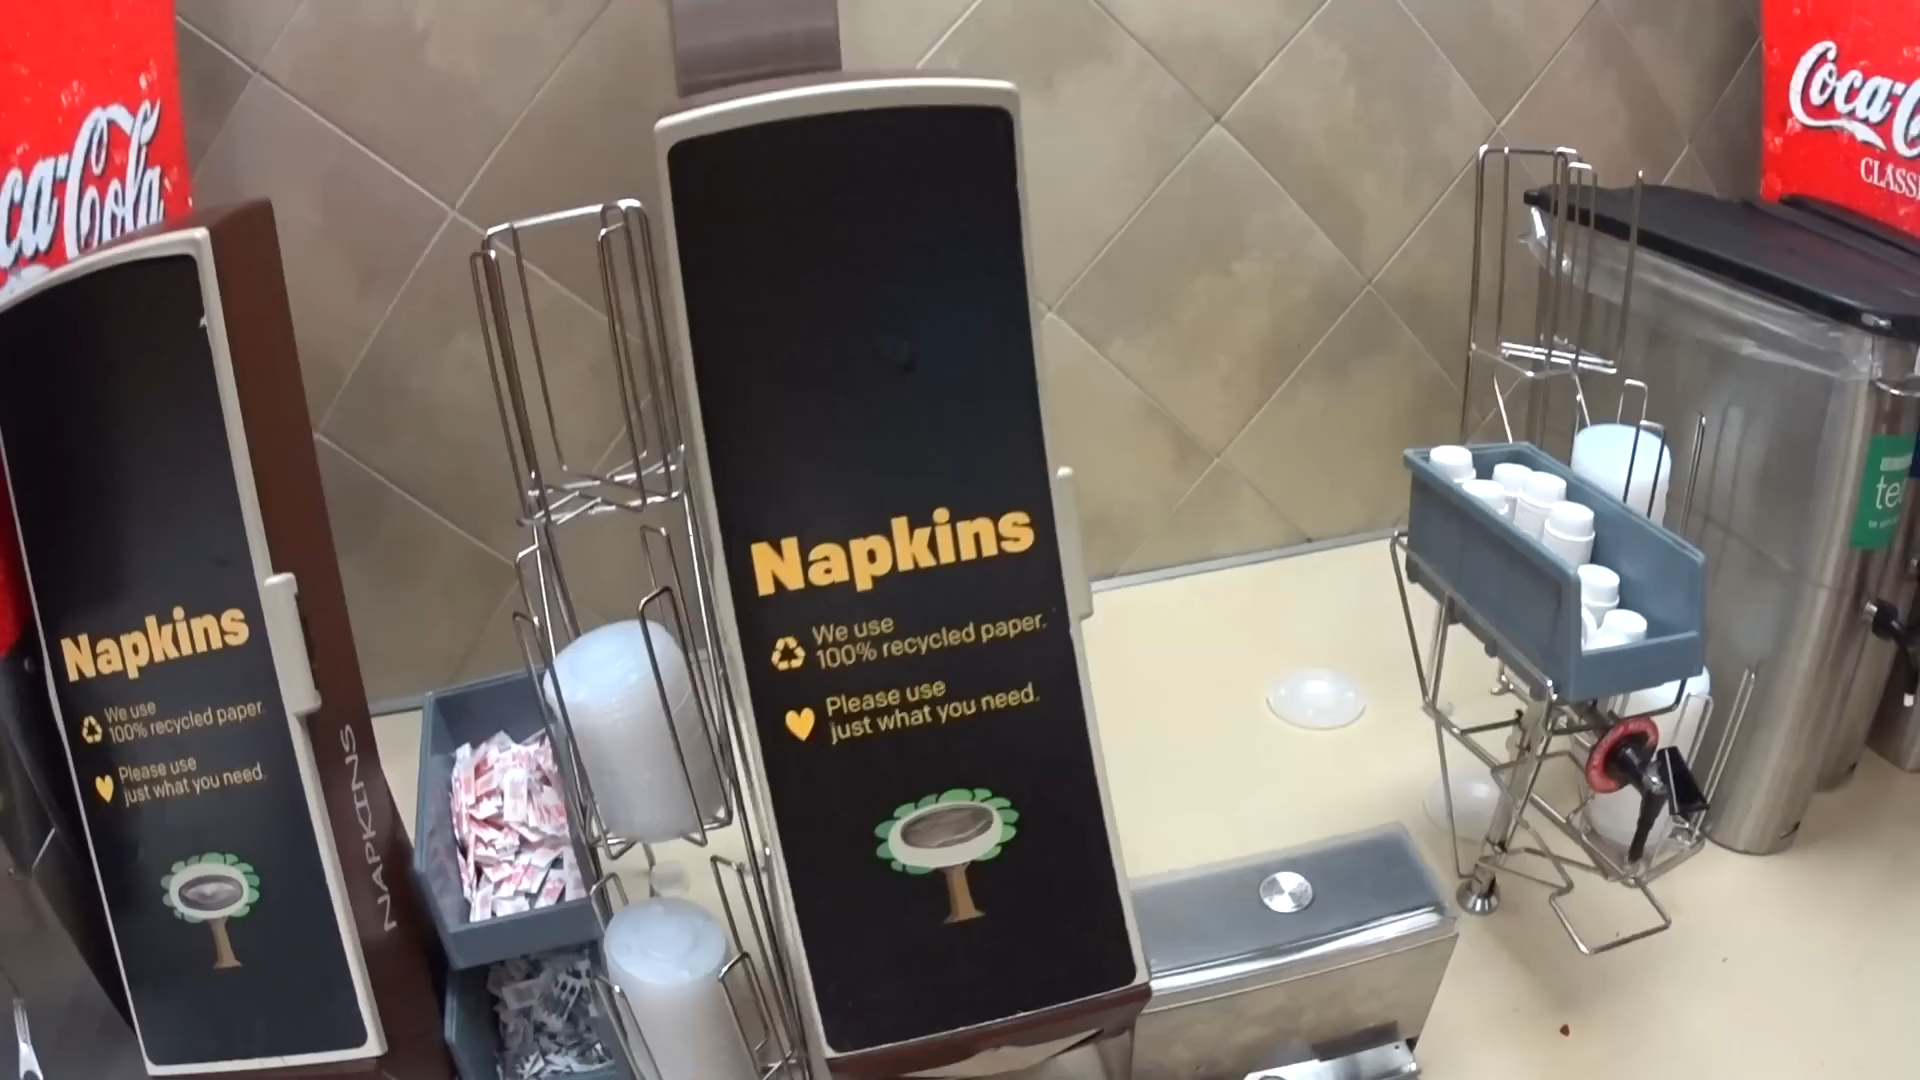 Coca-Cola
Napkins
We use
100% recycled paper.
Please use
just what you need.
NAPKINS
Napkins
We use
100% recycled paper.
Please use
just what you need.
Coca-C
CLASS
te